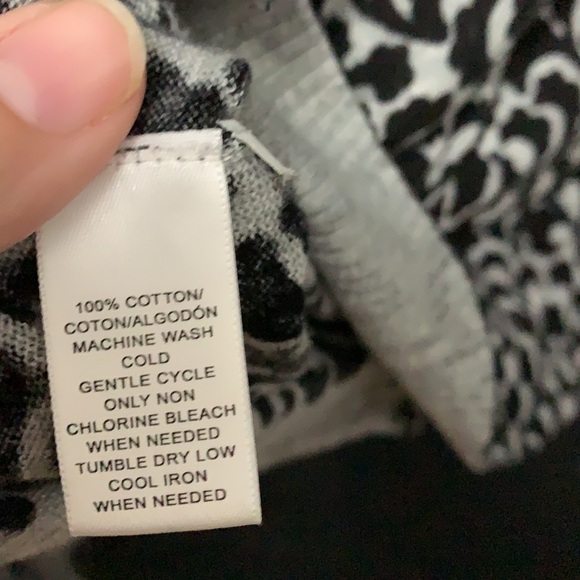 100% COTTON/
COTON/ALGODÓN
MACHINE WASH
COLD
GENTLE CYCLE
ONLY NON
CHLORINE BLEACH
WHEN NEEDED
TUMBLE DRY LOW
COOL IRON
WHEN NEEDED